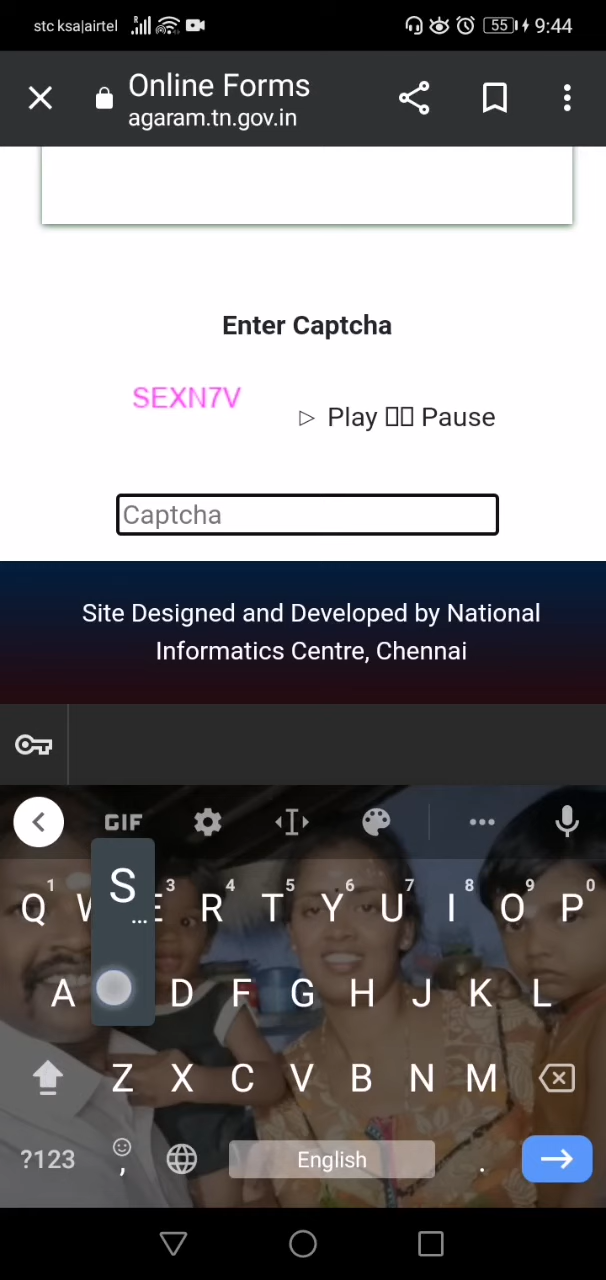 stc ksa|airtel 55 9:44
Online Forms
agaram.tn.gov.in
Enter Captcha
SEXN7V
▷ Play ▯▯ Pause
Captcha
Site Designed and Developed by National
Informatics Centre, Chennai
GIF
S
...
1 3 4 5 6 7 8 9 0
Q W E R T Y U I O P
A D F G H J K L
Z X C V B N M
?123 , English .